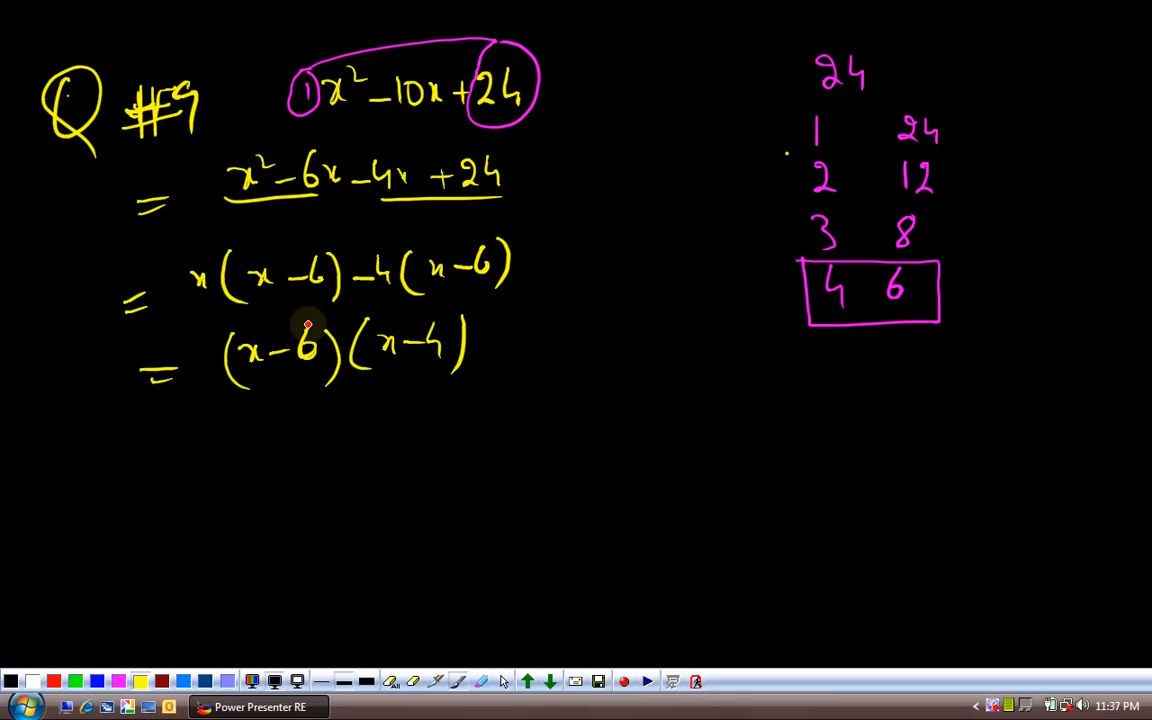 Q #9 1x² - 10x + 24
= x² - 6x - 4x + 24
= x(x - 6) - 4(x - 6)
= (x - 6)(x - 4)
24
1 24
2 12
3 8
4 6
All
Power Presenter RE
11:37 PM